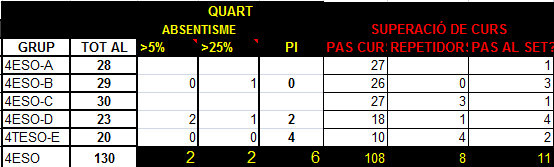 QUART
ABSENTISME SUPERACIÓ DE CURS
GRUP TOT AL >5% >25% PI PAS CUR: REPETIDOR: PAS AL SET?
4ESO-A 28 27 1
4ESO-B 29 0 1 0 26 0 3
4ESO-C 30 27 3 1
4ESO-D 23 2 1 2 18 1 4
4TESO-E 20 0 0 4 10 4 2
4ESO 130 2 2 6 108 8 11